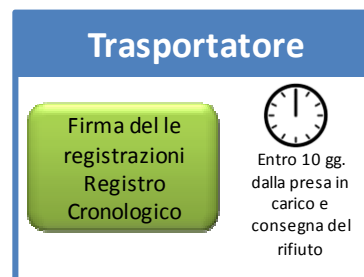 Trasportatore
Firma del le
registrazioni
Registro
Cronologico
Entro 10 gg.
dalla presa in
carico e
consegna del
rifiuto